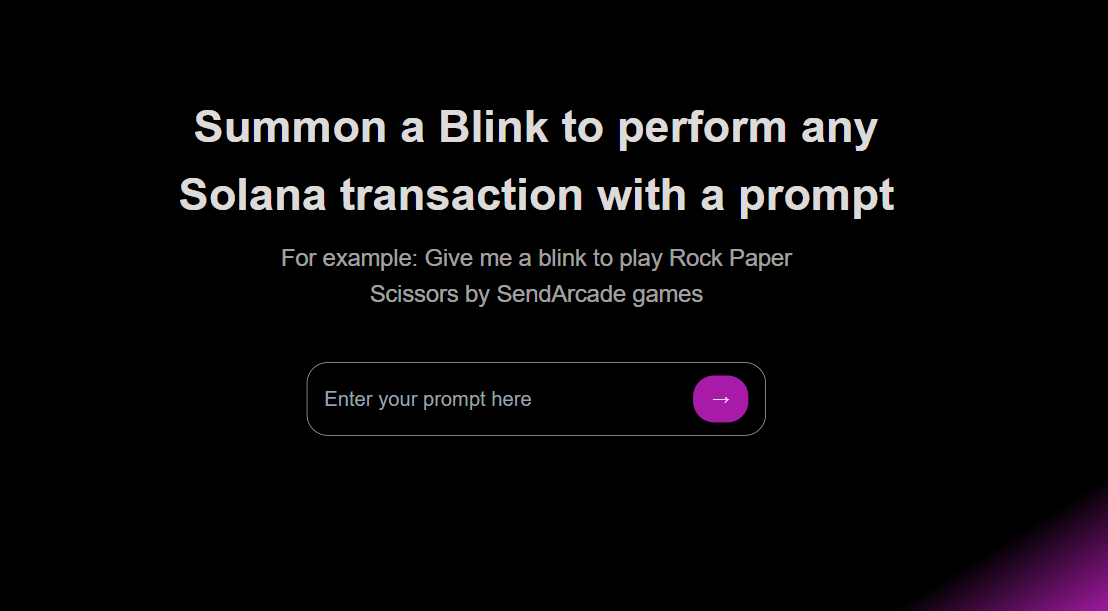 Summon a Blink to perform any
Solana transaction with a prompt
For example: Give me a blink to play Rock Paper
Scissors by SendArcade games
Enter your prompt here →